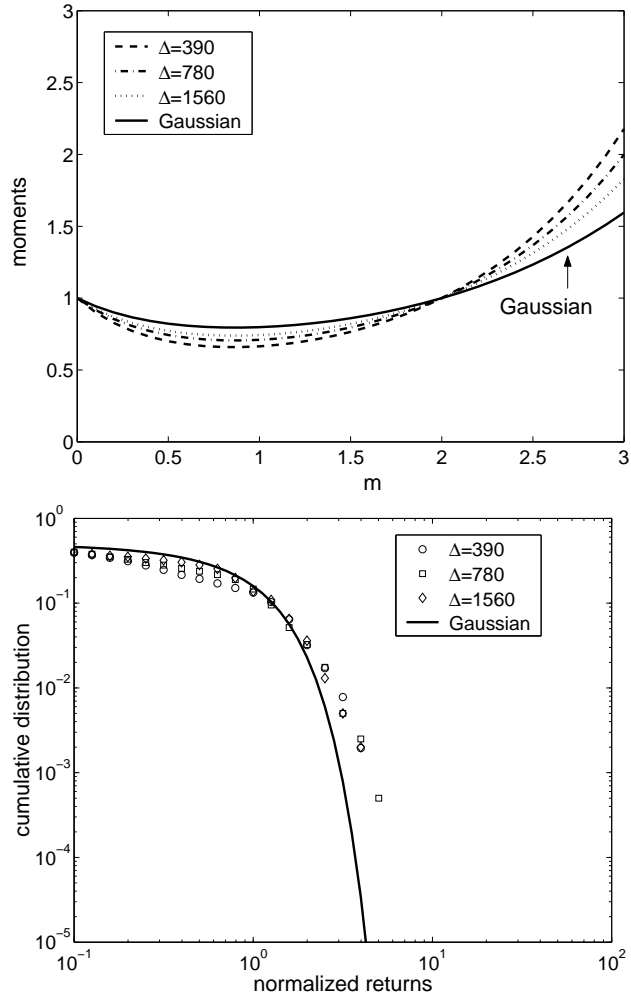 3
2.5
2
1.5
1
0.5
0
moments
Δ=390
Δ=780
Δ=1560
Gaussian
Gaussian
0 0.5 1 1.5 2 2.5 3
m
10^0
10^-1
10^-2
10^-3
10^-4
10^-5
cumulative distribution
Δ=390
Δ=780
Δ=1560
Gaussian
10^-1 10^0 10^1 10^2
normalized returns